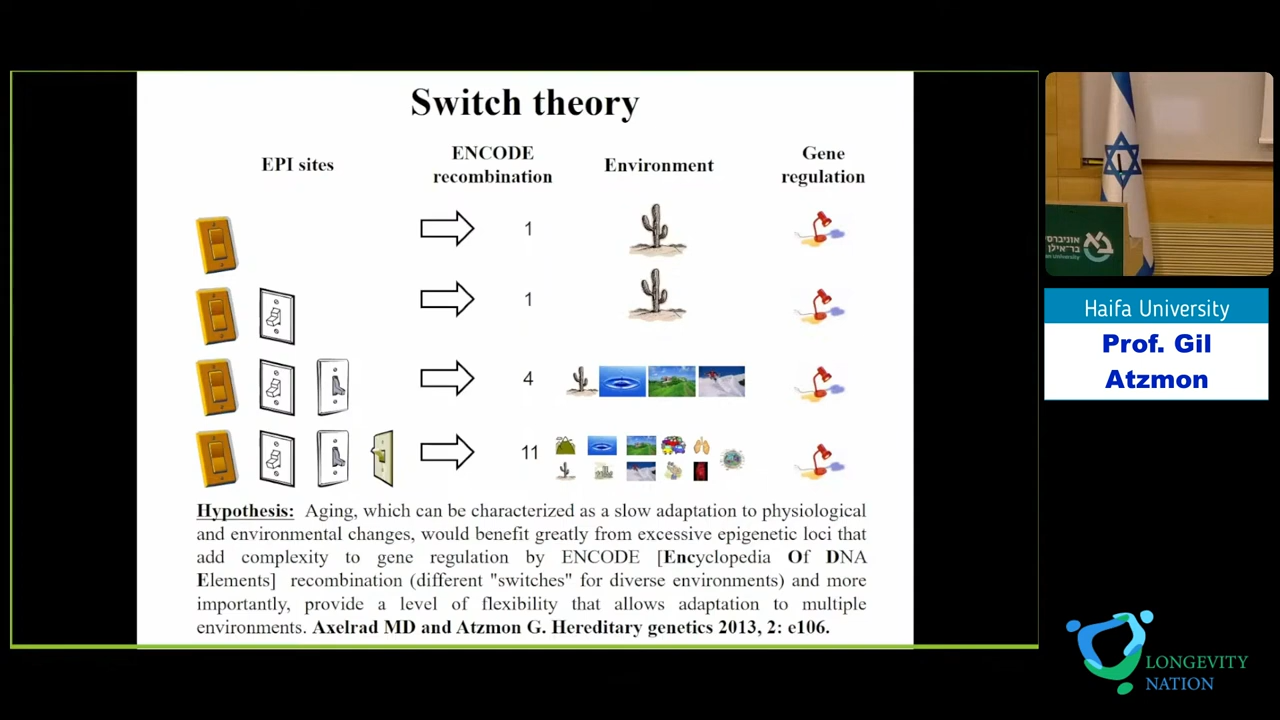 Switch theory
EPI sites
ENCODE
recombination
Environment
Gene
regulation
1
1
4
11
Hypothesis: Aging, which can be characterized as a slow adaptation to physiological
and environmental changes, would benefit greatly from excessive epigenetic loci that
add complexity to gene regulation by ENCODE [Encyclopedia Of DNA
Elements] recombination (different "switches" for diverse environments) and more
importantly, provide a level of flexibility that allows adaptation to multiple
environments. Axelrad MD and Atzmon G. Hereditary genetics 2013, 2: e106.
בר־אילן
Haifa University
Prof. Gil
Atzmon
LONGEVITY
NATION